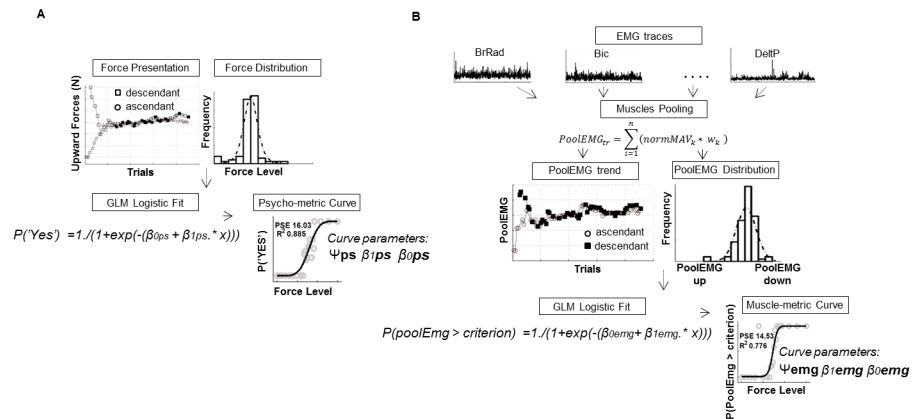 A
Force Presentation
Force Distribution
Upward Forces (N)
descendant
ascendant
Trials
Frequency
Force Level
GLM Logistic Fit
Psycho-metric Curve
P('Yes') =1./(1+exp(-(β0ps + β1ps.* x)))
P('YES')
PSE 16.03
R² 0.885
Force Level
Curve parameters:
Ψps β1ps β0ps
B
EMG traces
BrRad
Bic
DeltP
. . . .
Muscles Pooling
PoolEMGtr = ∑ n i=1 (normMAVk * wk )
PoolEMG trend
PoolEMG Distribution
PoolEMG
ascendant
descendant
Trials
Frequency
PoolEMG up
PoolEMG down
GLM Logistic Fit
Muscle-metric Curve
P(poolEmg > criterion) =1./(1+exp(-(β0emg+ β1emg.* x)))
P(PoolEmg > criterion)
PSE 14.53
R² 0.776
Force Level
Curve parameters:
Ψemg β1emg β0emg